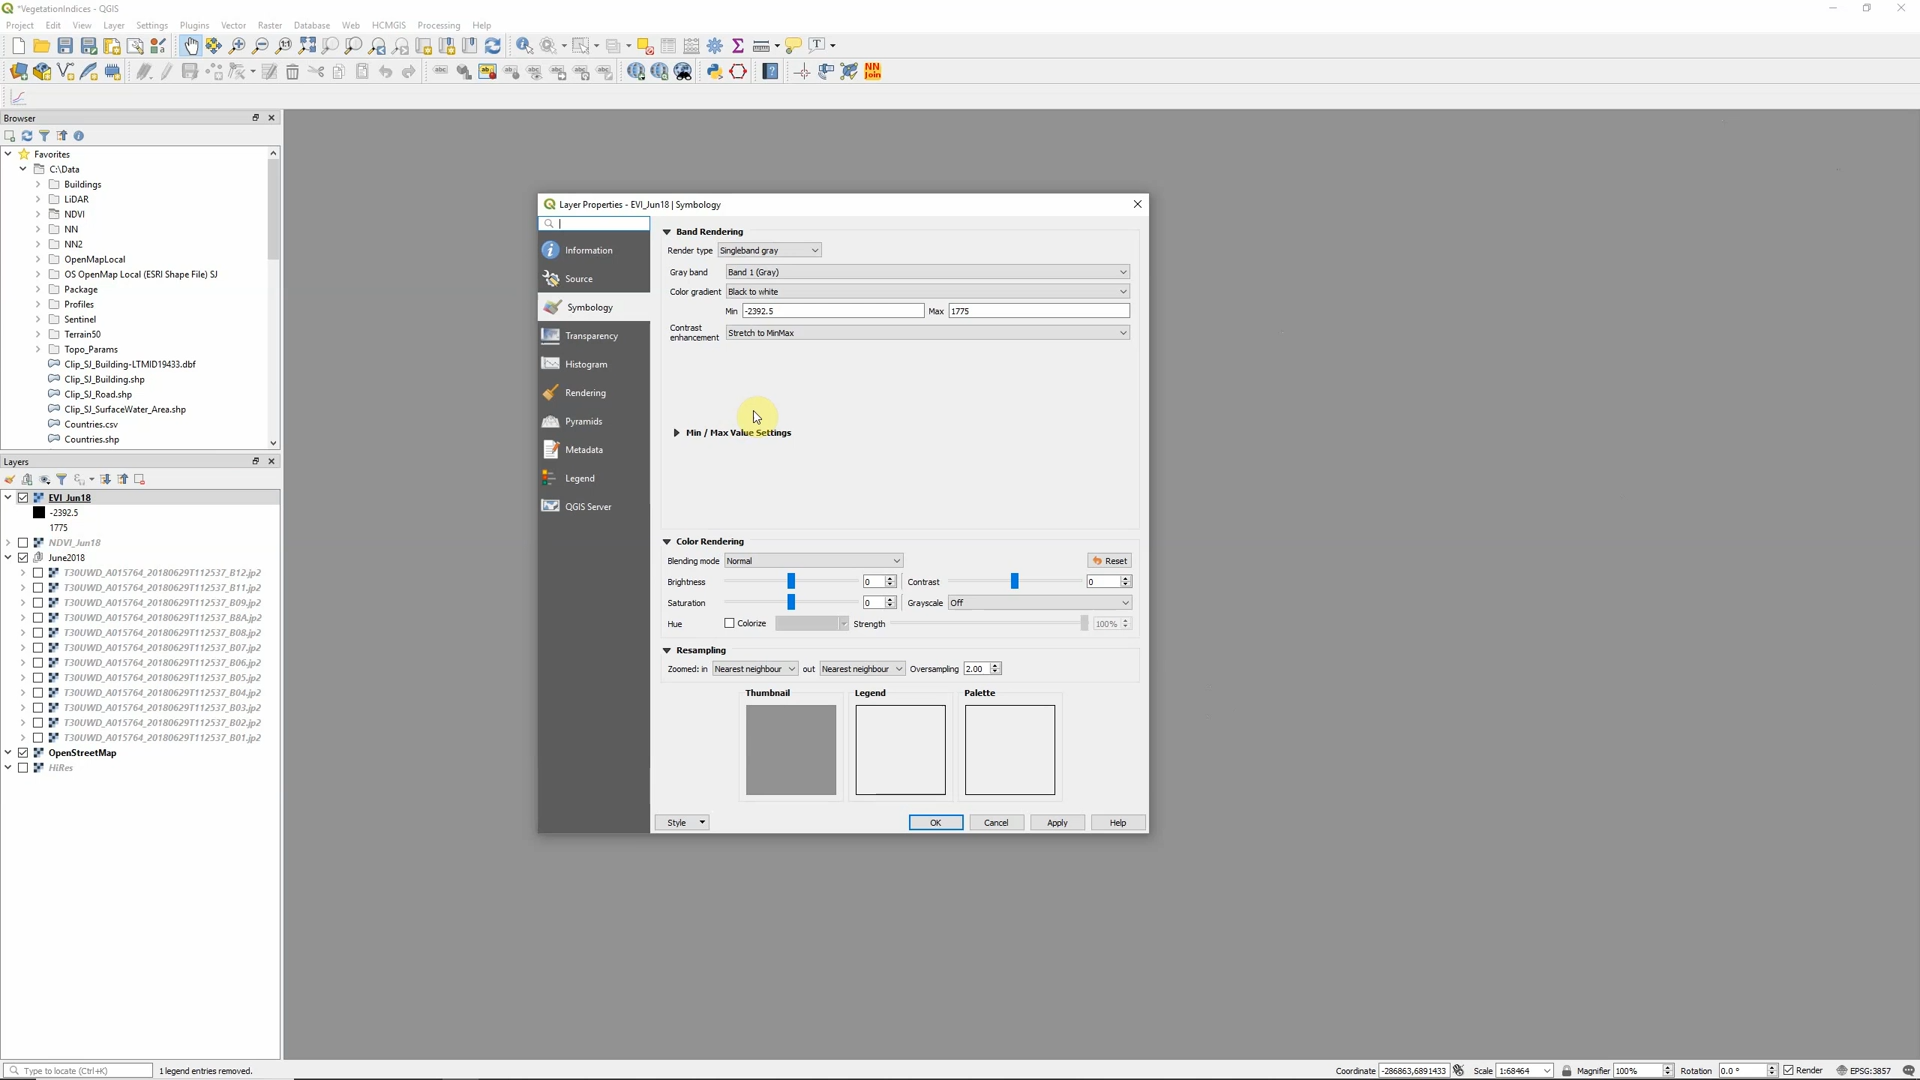 *VegetationIndices - QGIS
Project Edit View Layer Settings Plugins Vector Raster Database Web HCMGIS Processing Help
Browser
Favorites
C:\Data
Buildings
LiDAR
NDVI
NN
NN2
OpenMapLocal
OS OpenMap Local (ESRI Shape File) SJ
Package
Profiles
Sentinel
Terrain50
Topo_Params
Clip_SJ_Building-LTMID19433.dbf
Clip_SJ_Building.shp
Clip_SJ_Road.shp
Clip_SJ_SurfaceWater_Area.shp
Countries.csv
Countries.shp
Layers
EVI_Jun18
-2392.5
1775
NDVI_Jun18
June2018
T30UWD_A015764_20180629T112537_B12.jp2
T30UWD_A015764_20180629T112537_B11.jp2
T30UWD_A015764_20180629T112537_B09.jp2
T30UWD_A015764_20180629T112537_B8A.jp2
T30UWD_A015764_20180629T112537_B08.jp2
T30UWD_A015764_20180629T112537_B07.jp2
T30UWD_A015764_20180629T112537_B06.jp2
T30UWD_A015764_20180629T112537_B05.jp2
T30UWD_A015764_20180629T112537_B04.jp2
T30UWD_A015764_20180629T112537_B03.jp2
T30UWD_A015764_20180629T112537_B02.jp2
T30UWD_A015764_20180629T112537_B01.jp2
OpenStreetMap
HiRes
Layer Properties - EVI_Jun18 | Symbology
Information
Source
Symbology
Transparency
Histogram
Rendering
Pyramids
Metadata
Legend
QGIS Server
Band Rendering
Render type Singleband gray
Gray band Band 1 (Gray)
Color gradient Black to white
Min -2392.5 Max 1775
Contrast enhancement Stretch to MinMax
Min / Max Value Settings
Color Rendering
Blending mode Normal Reset
Brightness 0 Contrast 0
Saturation 0 Grayscale Off
Hue Colorize Strength 100%
Resampling
Zoomed: in Nearest neighbour out Nearest neighbour Oversampling 2.00
Thumbnail Legend Palette
Style OK Cancel Apply Help
Type to locate (Ctrl+K) 1 legend entries removed. Coordinate -286863,6891433 Scale 1:68464 Magnifier 100% Rotation 0.0 ° Render EPSG:3857